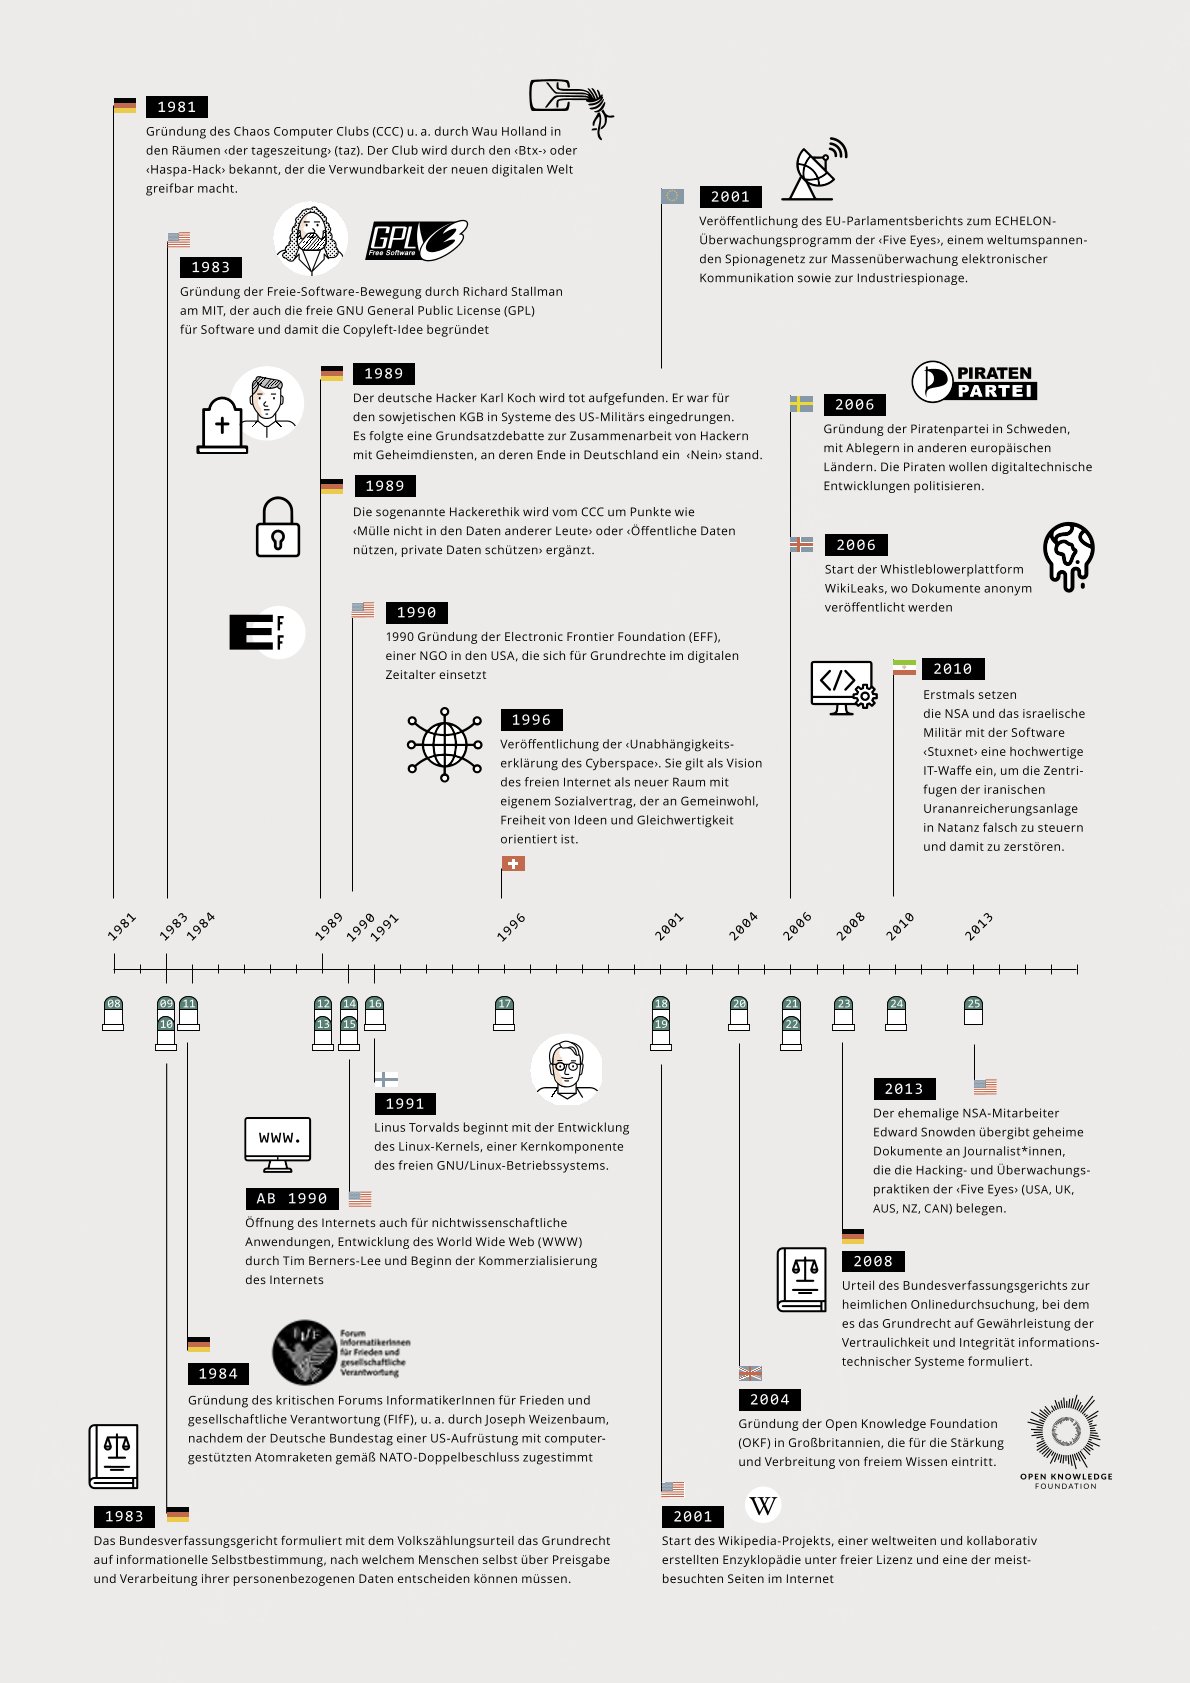 1981
Gründung des Chaos Computer Clubs (CCC) u. a. durch Wau Holland in
den Räumen ‹der tageszeitung› (taz). Der Club wird durch den ‹Btx-› oder
‹Haspa-Hack› bekannt, der die Verwundbarkeit der neuen digitalen Welt
greifbar macht.
2001
Veröffentlichung des EU-Parlamentsberichts zum ECHELON-
Überwachungsprogramm der ‹Five Eyes›, einem weltumspannen-
den Spionagenetz zur Massenüberwachung elektronischer
Kommunikation sowie zur Industriespionage.
GPL 3
Free Software
1983
Gründung der Freie-Software-Bewegung durch Richard Stallman
am MIT, der auch die freie GNU General Public License (GPL)
für Software und damit die Copyleft-Idee begründet
1989
Der deutsche Hacker Karl Koch wird tot aufgefunden. Er war für
den sowjetischen KGB in Systeme des US-Militärs eingedrungen.
Es folgte eine Grundsatzdebatte zur Zusammenarbeit von Hackern
mit Geheimdiensten, an deren Ende in Deutschland ein ‹Nein› stand.
PIRATEN
PARTEI
2006
Gründung der Piratenpartei in Schweden,
mit Ablegern in anderen europäischen
Ländern. Die Piraten wollen digitaltechnische
Entwicklungen politisieren.
1989
Die sogenannte Hackerethik wird vom CCC um Punkte wie
‹Mülle nicht in den Daten anderer Leute› oder ‹Öffentliche Daten
nützen, private Daten schützen› ergänzt.
2006
Start der Whistleblowerplattform
WikiLeaks, wo Dokumente anonym
veröffentlicht werden
EFF
1990
1990 Gründung der Electronic Frontier Foundation (EFF),
einer NGO in den USA, die sich für Grundrechte im digitalen
Zeitalter einsetzt
</>
2010
Erstmals setzen
die NSA und das israelische
Militär mit der Software
‹Stuxnet› eine hochwertige
IT-Waffe ein, um die Zentri-
fugen der iranischen
Urananreicherungsanlage
in Natanz falsch zu steuern
und damit zu zerstören.
1996
Veröffentlichung der ‹Unabhängigkeits-
erklärung des Cyberspace›. Sie gilt als Vision
des freien Internet als neuer Raum mit
eigenem Sozialvertrag, der an Gemeinwohl,
Freiheit von Ideen und Gleichwertigkeit
orientiert ist.
1981 1983 1984 1989 1990 1991 1996 2001 2004 2006 2008 2010 2013
08 09 11 12 14 16 17 18 20 21 23 24 25
10 13 15 19 22
1991
Linus Torvalds beginnt mit der Entwicklung
des Linux-Kernels, einer Kernkomponente
des freien GNU/Linux-Betriebssystems.
2013
Der ehemalige NSA-Mitarbeiter
Edward Snowden übergibt geheime
Dokumente an Journalist*innen,
die die Hacking- und Überwachungs-
praktiken der ‹Five Eyes› (USA, UK,
AUS, NZ, CAN) belegen.
www.
AB 1990
Öffnung des Internets auch für nichtwissenschaftliche
Anwendungen, Entwicklung des World Wide Web (WWW)
durch Tim Berners-Lee und Beginn der Kommerzialisierung
des Internets
2008
Urteil des Bundesverfassungsgerichts zur
heimlichen Onlinedurchsuchung, bei dem
es das Grundrecht auf Gewährleistung der
Vertraulichkeit und Integrität informations-
technischer Systeme formuliert.
FIfF
Forum
InformatikerInnen
für Frieden und
gesellschaftliche
Verantwortung
1984
Gründung des kritischen Forums InformatikerInnen für Frieden und
gesellschaftliche Verantwortung (FIfF), u. a. durch Joseph Weizenbaum,
nachdem der Deutsche Bundestag einer US-Aufrüstung mit computer-
gestützten Atomraketen gemäß NATO-Doppelbeschluss zugestimmt
2004
Gründung der Open Knowledge Foundation
(OKF) in Großbritannien, die für die Stärkung
und Verbreitung von freiem Wissen eintritt.
OPEN KNOWLEDGE
FOUNDATION
1983
Das Bundesverfassungsgericht formuliert mit dem Volkszählungsurteil das Grundrecht
auf informationelle Selbstbestimmung, nach welchem Menschen selbst über Preisgabe
und Verarbeitung ihrer personenbezogenen Daten entscheiden können müssen.
W
2001
Start des Wikipedia-Projekts, einer weltweiten und kollaborativ
erstellten Enzyklopädie unter freier Lizenz und eine der meist-
besuchten Seiten im Internet